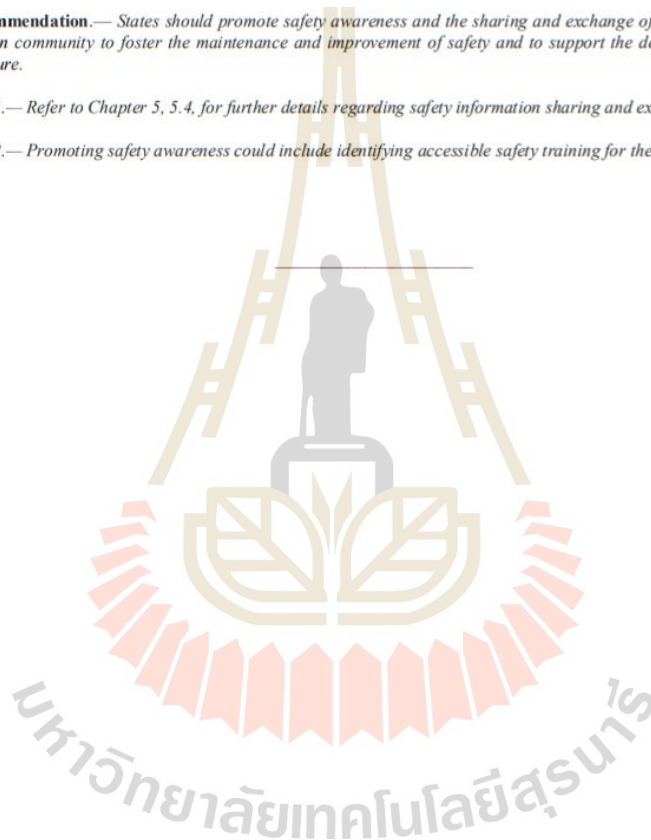 mmendation.— States should promote safety awareness and the sharing and exchange of
n community to foster the maintenance and improvement of safety and to support the de
ure.
.— Refer to Chapter 5, 5.4, for further details regarding safety information sharing and ex
.— Promoting safety awareness could include identifying accessible safety training for the
มหาวิทยาลัยเทคโนโลยีสุรนารี